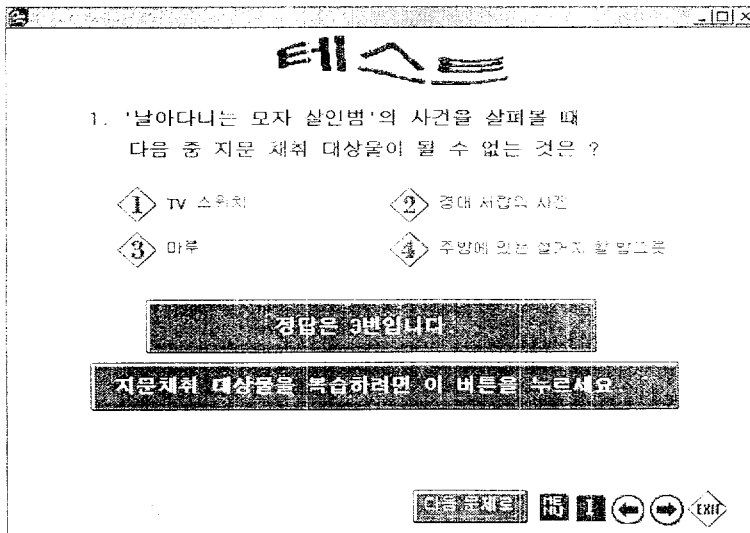 테스트
1. '날아다니는 모자 살인범'의 사건을 살펴볼 때
다음 중 지문 채취 대상물이 될 수 없는 것은 ?
1 TV 스위치
2 경대 서랍의 사진
3 마루
4 주방에 있는 설거지 할 밥그릇
정답은 3번입니다
지문채취 대상물을 복습하려면 이 버튼을 누르세요.
다음 문제로 MENU 1 EXIT